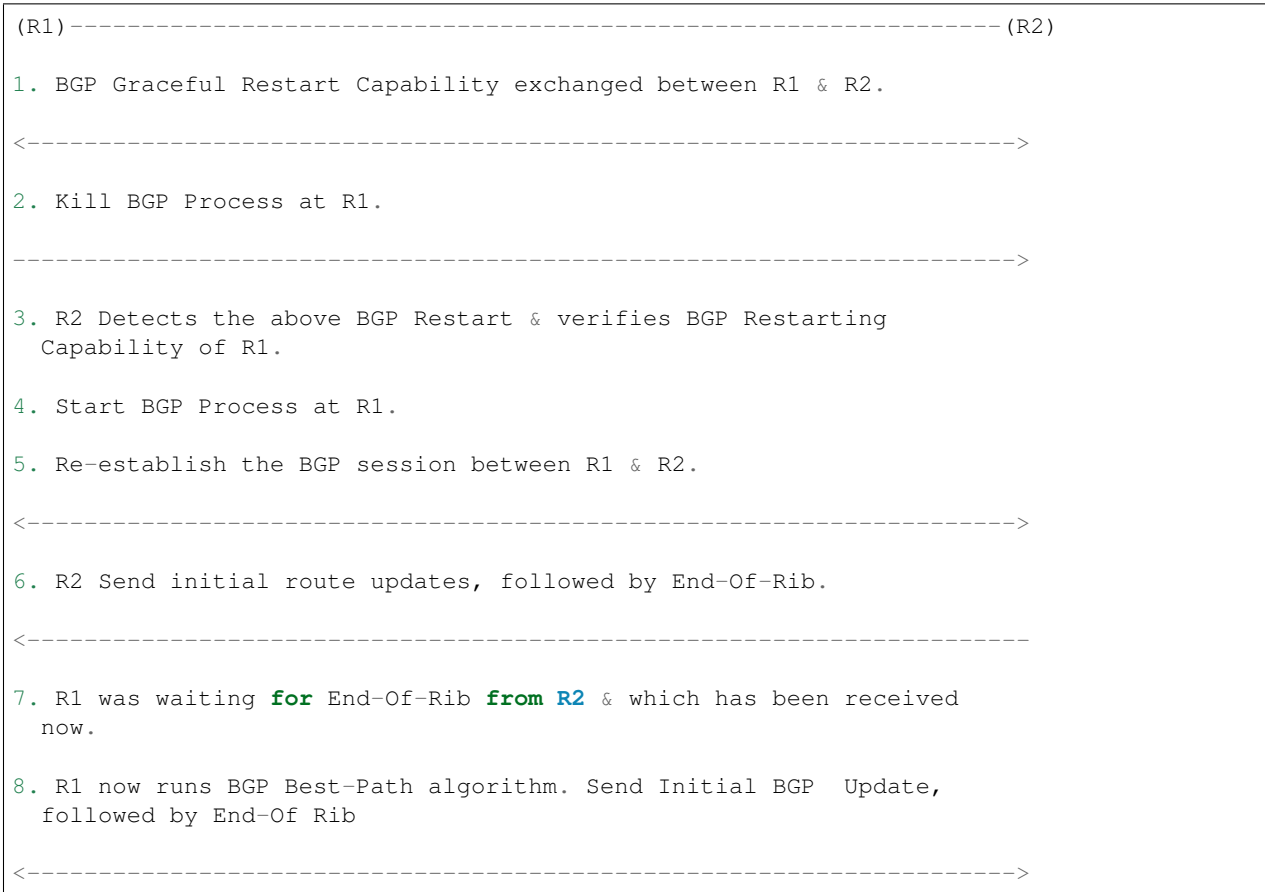 (R1)-----------------------------------------------------------------(R2)
1. BGP Graceful Restart Capability exchanged between R1 & R2.
<--------------------------------------------------------------------->
2. Kill BGP Process at R1.
---------------------------------------------------------------------->
3. R2 Detects the above BGP Restart & verifies BGP Restarting
Capability of R1.
4. Start BGP Process at R1.
5. Re-establish the BGP session between R1 & R2.
<--------------------------------------------------------------------->
6. R2 Send initial route updates, followed by End-Of-Rib.
<----------------------------------------------------------------------
7. R1 was waiting for End-Of-Rib from R2 & which has been received
now.
8. R1 now runs BGP Best-Path algorithm. Send Initial BGP  Update,
followed by End-Of Rib
<--------------------------------------------------------------------->